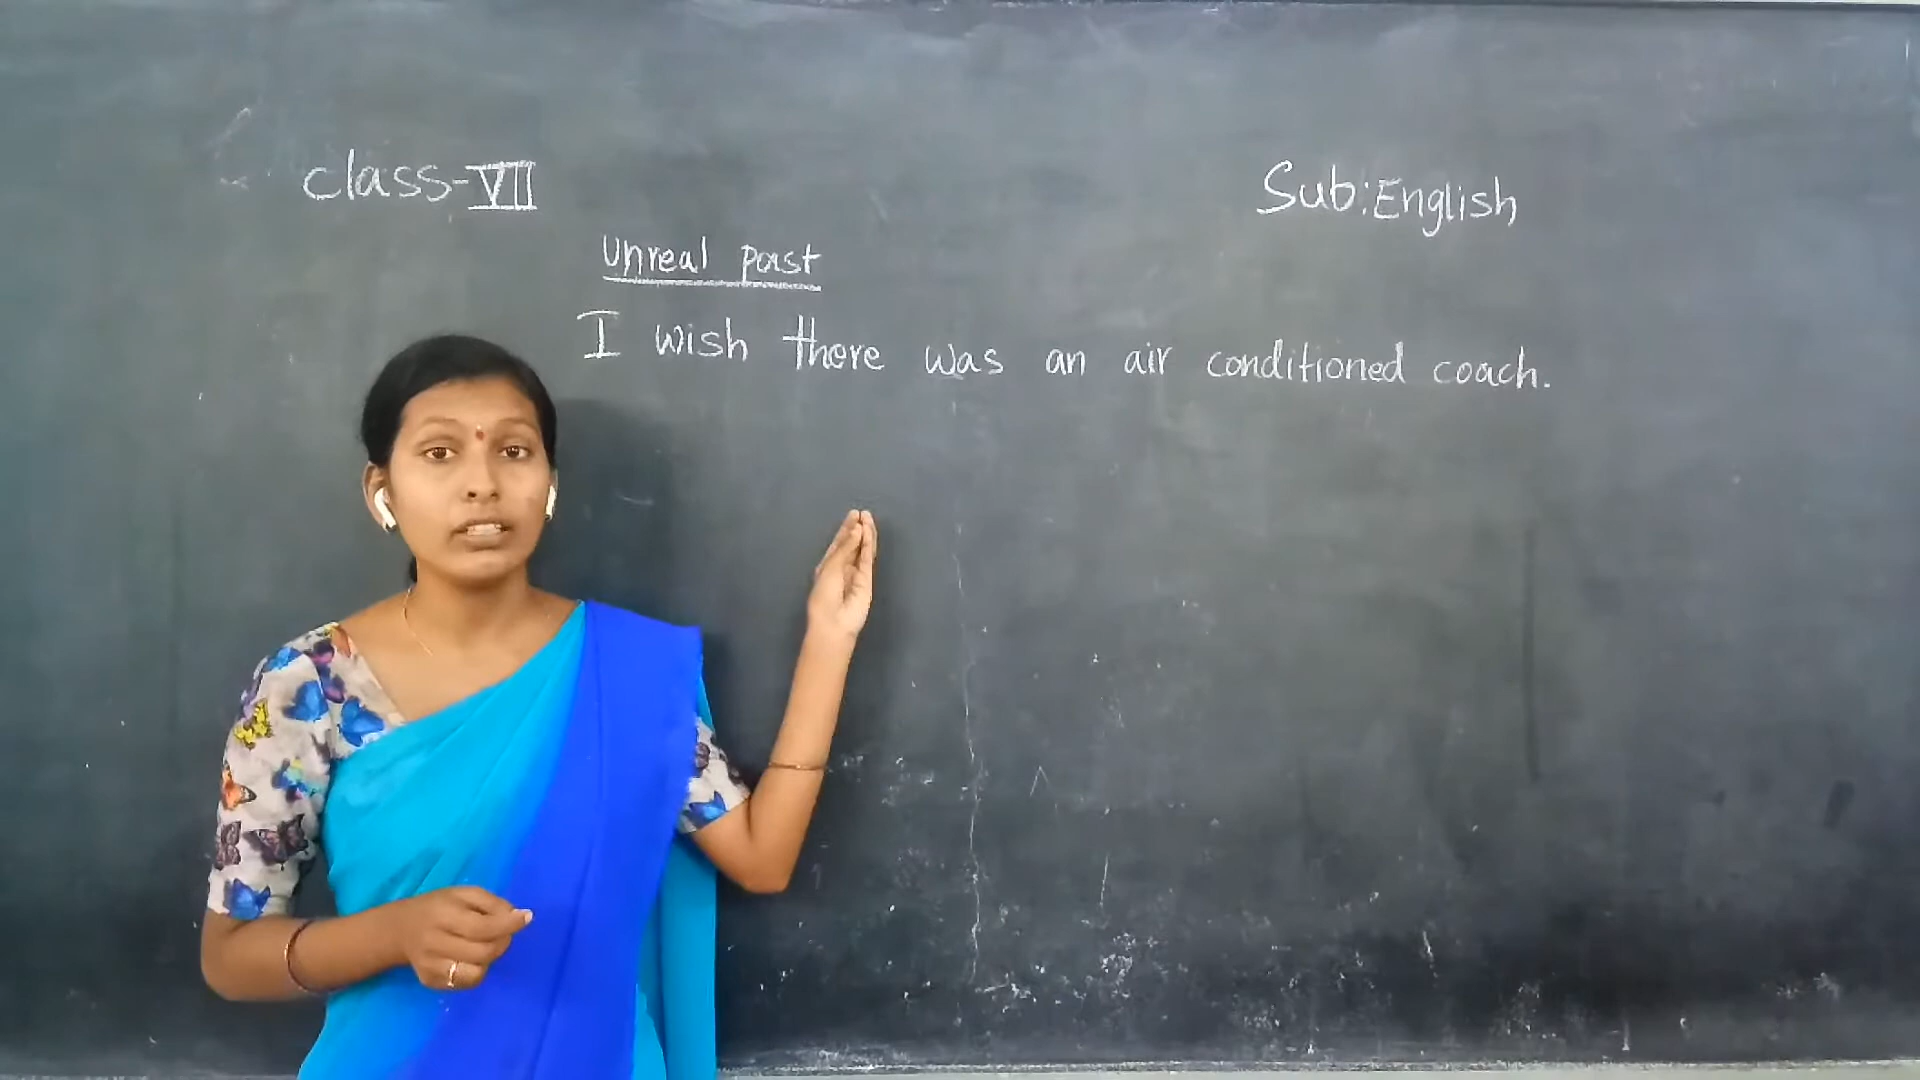 class-VII
Sub:English
Unreal past
I wish there was an air conditioned coach.